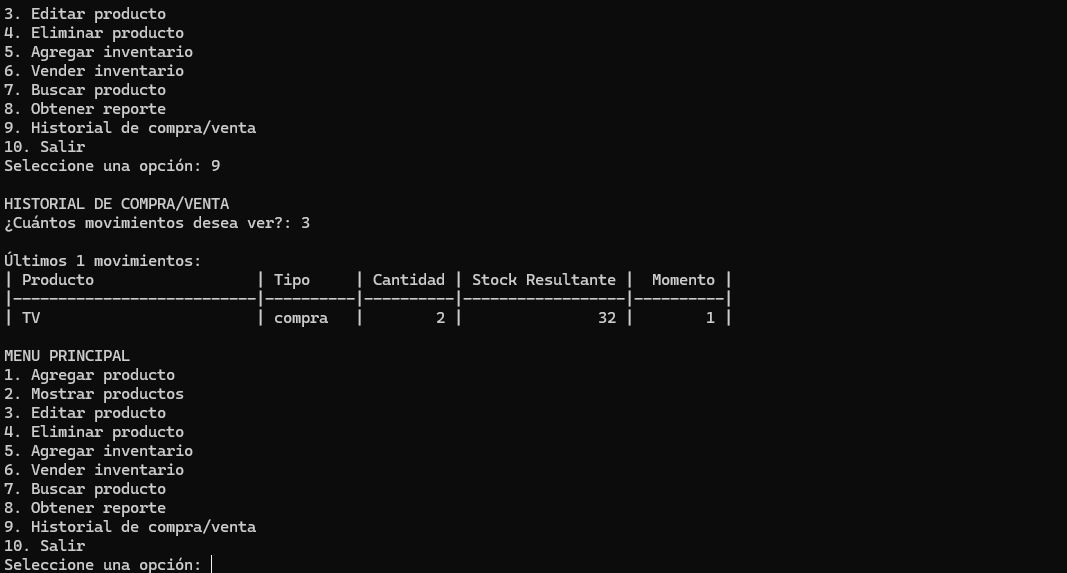 3. Editar producto
4. Eliminar producto
5. Agregar inventario
6. Vender inventario
7. Buscar producto
8. Obtener reporte
9. Historial de compra/venta
10. Salir
Seleccione una opción: 9
HISTORIAL DE COMPRA/VENTA
¿Cuántos movimientos desea ver?: 3
Últimos 1 movimientos:
| Producto                  | Tipo     | Cantidad | Stock Resultante |  Momento |
|---------------------------|----------|----------|------------------|----------|
| TV                        | compra   |        2 |               32 |        1 |
MENU PRINCIPAL
1. Agregar producto
2. Mostrar productos
3. Editar producto
4. Eliminar producto
5. Agregar inventario
6. Vender inventario
7. Buscar producto
8. Obtener reporte
9. Historial de compra/venta
10. Salir
Seleccione una opción: